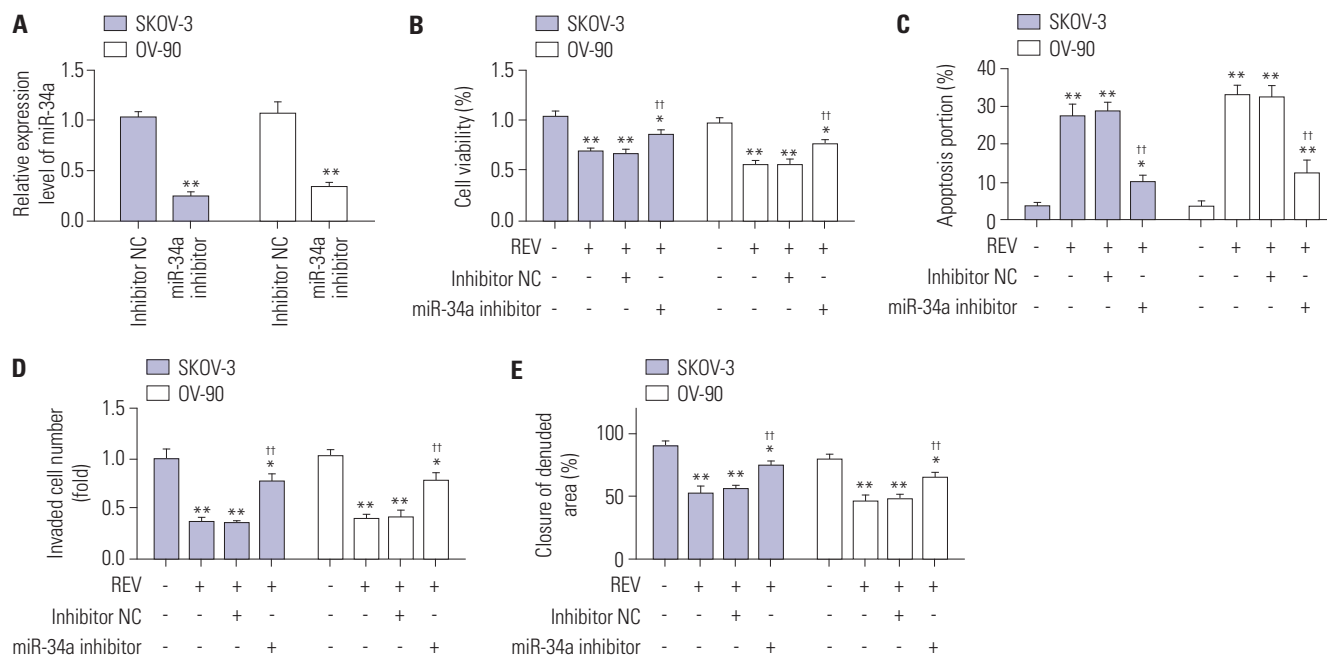 A
SKOV-3
OV-90
Relative expression
level of miR-34a
1.5
1.0
0.5
0.0
**
**
Inhibitor NC
miR-34a
inhibitor
Inhibitor NC
miR-34a
inhibitor
B
SKOV-3
OV-90
Cell viability (%)
1.5
1.0
0.5
0.0
** ** †† * ** ** †† *
REV - + + + - + + +
Inhibitor NC - - + - - - + -
miR-34a inhibitor - - - + - - - +
C
SKOV-3
OV-90
Apoptosis portion (%)
40
30
20
10
0
** ** †† * ** ** †† **
REV - + + + - + + +
Inhibitor NC - - + - - - + -
miR-34a inhibitor - - - + - - - +
D
SKOV-3
OV-90
Invaded cell number
(fold)
1.5
1.0
0.5
0.0
** ** †† * ** ** †† *
REV - + + + - + + +
Inhibitor NC - - + - - - + -
miR-34a inhibitor - - - + - - - +
E
SKOV-3
OV-90
Closure of denuded
area (%)
100
50
0
** ** †† * ** ** †† *
REV - + + + - + + +
Inhibitor NC - - + - - - + -
miR-34a inhibitor - - - + - - - +